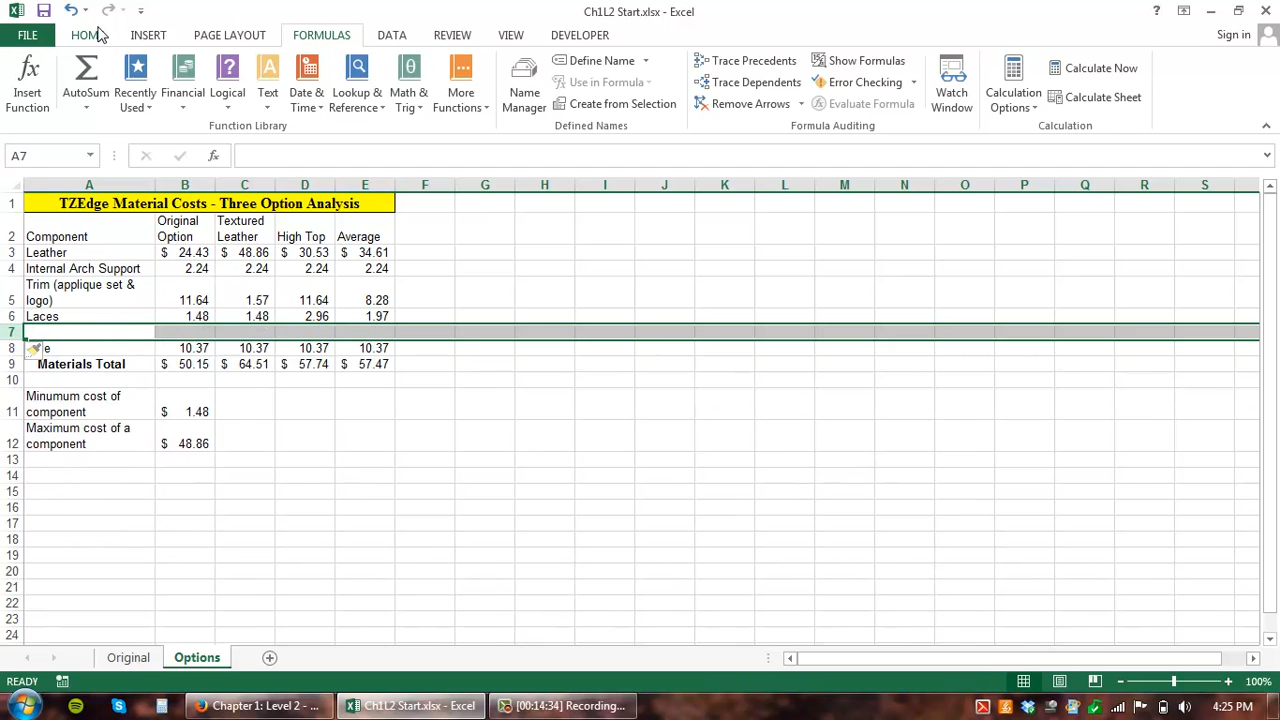 Ch1L2 Start.xlsx - Excel
FILE HOME INSERT PAGE LAYOUT FORMULAS DATA REVIEW VIEW DEVELOPER Sign in
Insert Function
AutoSum
Recently Used
Financial
Logical
Text
Date & Time
Lookup & Reference
Math & Trig
More Functions
Function Library
Name Manager
Define Name
Use in Formula
Create from Selection
Defined Names
Trace Precedents
Trace Dependents
Remove Arrows
Show Formulas
Error Checking
Evaluate Formula
Formula Auditing
Watch Window
Calculation Options
Calculate Now
Calculate Sheet
Calculation
A7 fx
A B C D E F G H I J K L M N O P Q R S
1 TZEdge Material Costs - Three Option Analysis
2 Component Original Option Textured Leather High Top Average
3 Leather $ 24.43 $ 48.86 $ 30.53 $ 34.61
4 Internal Arch Support 2.24 2.24 2.24 2.24
5 Trim (applique set & logo) 11.64 1.57 11.64 8.28
6 Laces 1.48 1.48 2.96 1.97
7
8 e 10.37 10.37 10.37 10.37
9 Materials Total $ 50.15 $ 64.51 $ 57.74 $ 57.47
10
11 Minumum cost of component $ 1.48
12 Maximum cost of a component $ 48.86
13
14
15
16
17
18
19
20
21
22
23
24
Original Options
READY 100%
Chapter 1: Level 2 - ... Ch1L2 Start.xlsx - Excel [00:14:34] Recording... 4:25 PM